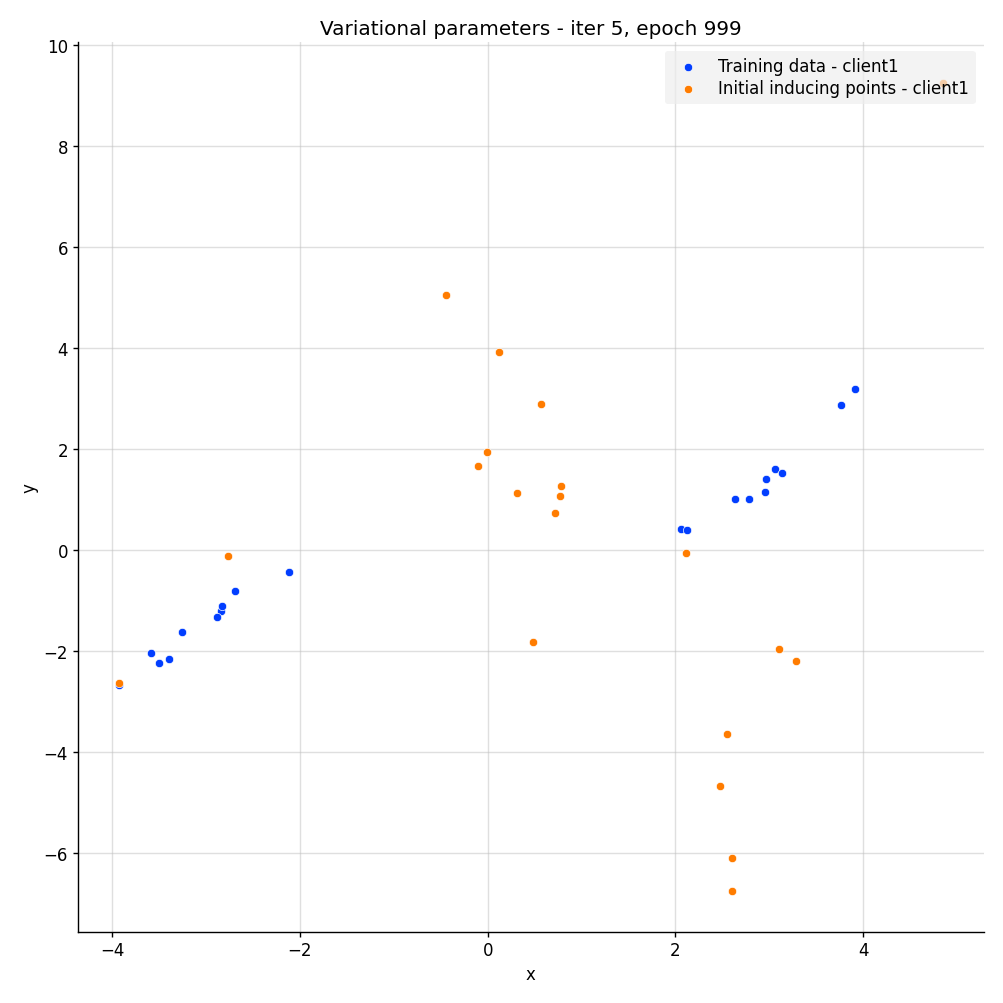 Variational parameters - iter 5, epoch 999
Training data - client1
Initial inducing points - client1
10
8
6
4
2
0
−2
−4
−6
y
−4
−2
0
2
4
x